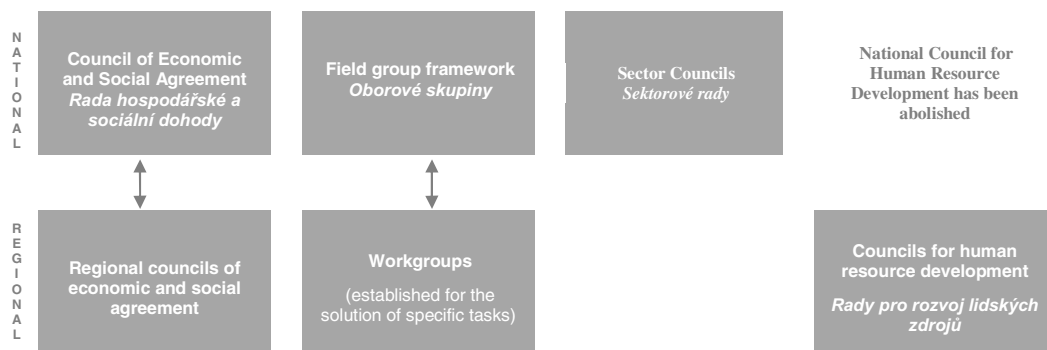 NATIONAL
Council of Economic
and Social Agreement
Rada hospodářské a
sociální dohody
Field group framework
Oborové skupiny
Sector Councils
Sektorové rady
National Council for
Human Resource
Development has been
abolished
REGIONAL
Regional councils of
economic and social
agreement
Workgroups
(established for the
solution of specific tasks)
Councils for human
resource development
Rady pro rozvoj lidských
zdrojů